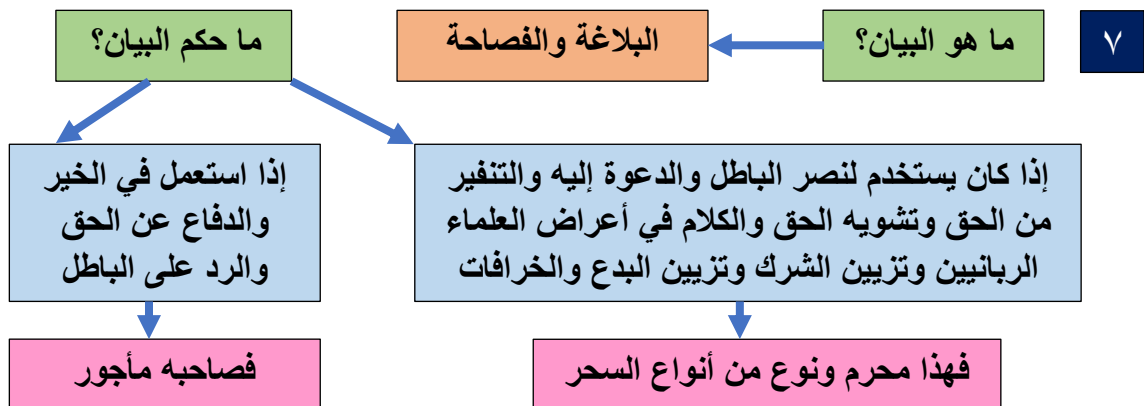 ٧
ما هو البيان؟
البلاغة والفصاحة
ما حكم البيان؟
إذا كان يستخدم لنصر الباطل والدعوة إليه والتنفير
من الحق وتشويه الحق والكلام في أعراض العلماء
الربانيين وتزيين الشرك وتزيين البدع والخرافات
فهذا محرم ونوع من أنواع السحر
إذا استعمل في الخير
والدفاع عن الحق
والرد على الباطل
فصاحبه مأجور